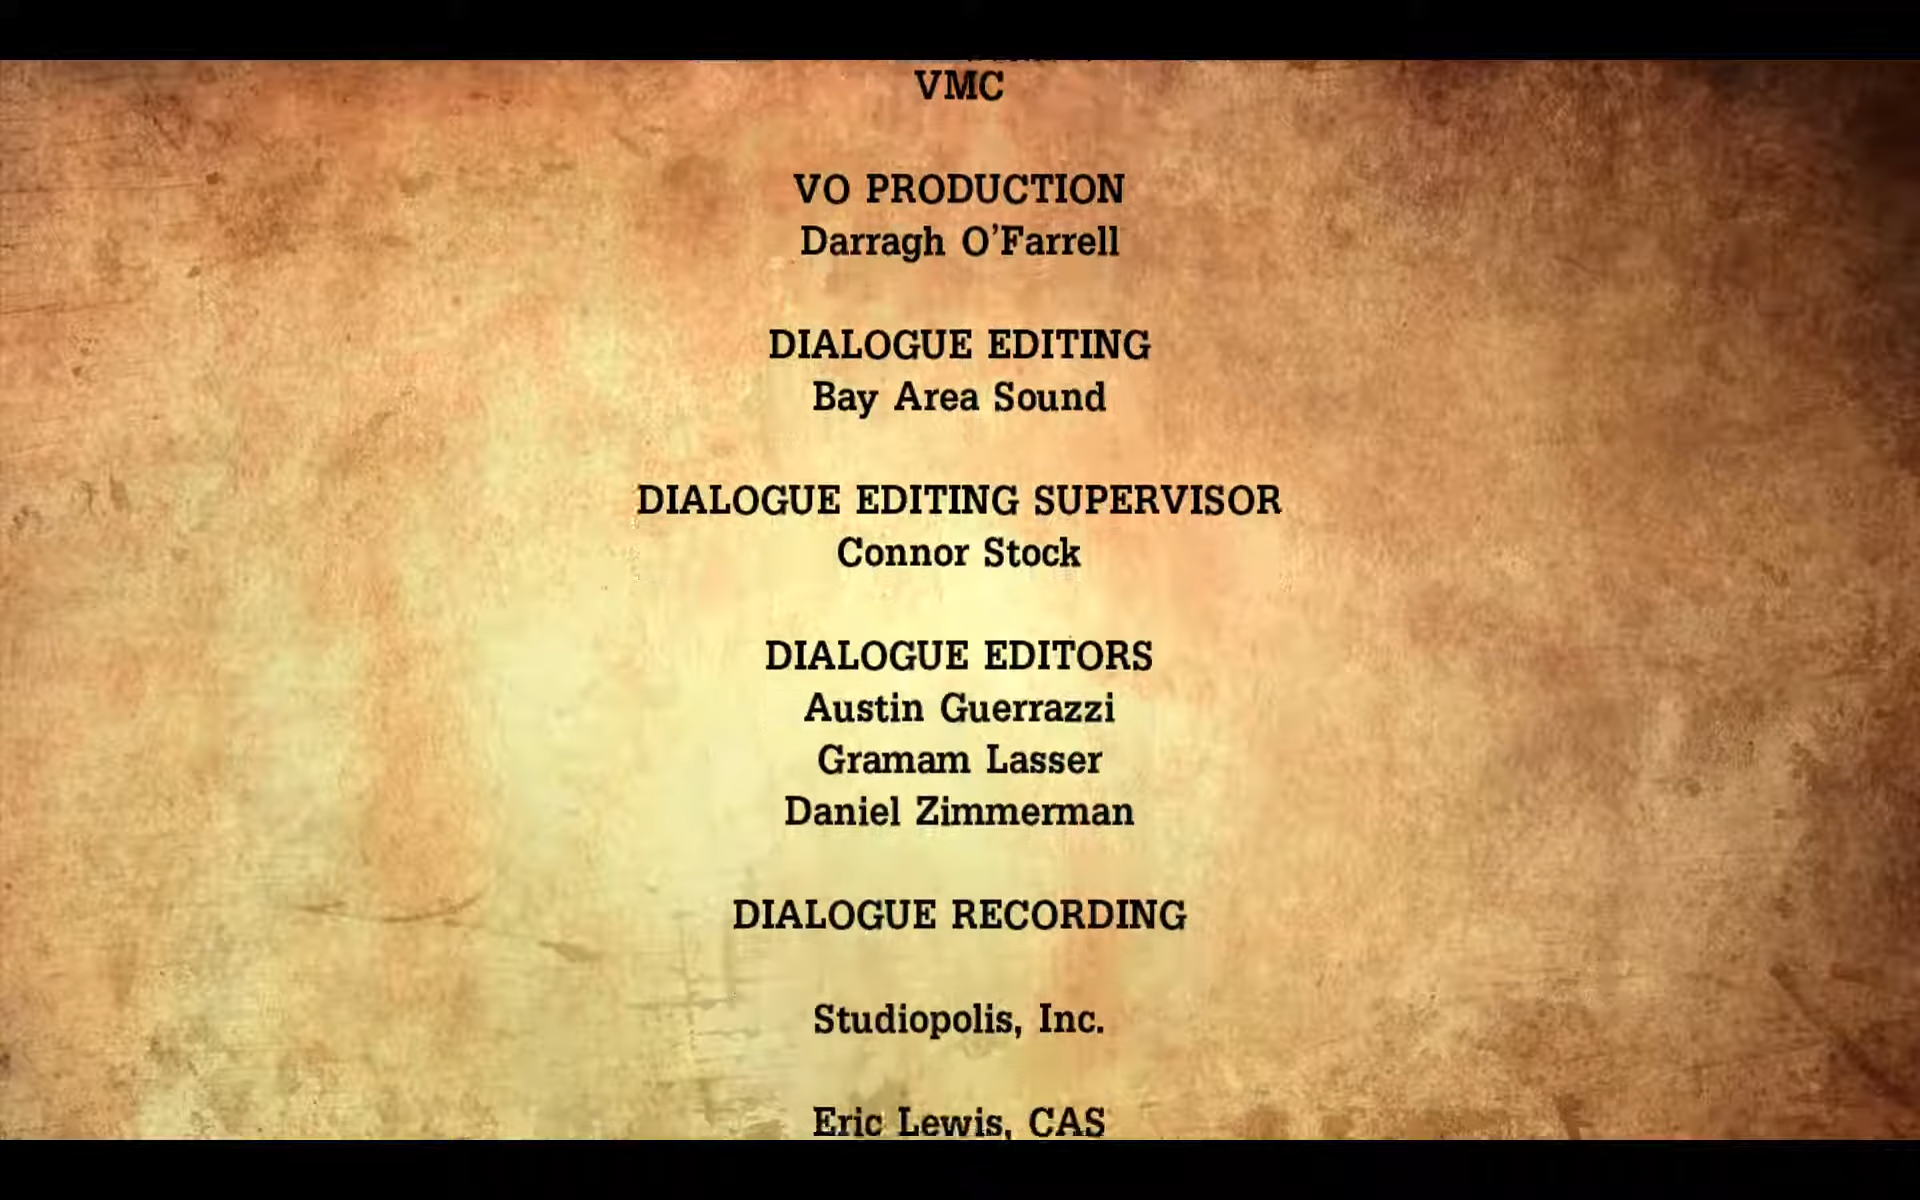 VMC
VO PRODUCTION
Darragh O'Farrell
DIALOGUE EDITING
Bay Area Sound
DIALOGUE EDITING SUPERVISOR
Connor Stock
DIALOGUE EDITORS
Austin Guerrazzi
Gramam Lasser
Daniel Zimmerman
DIALOGUE RECORDING
Studiopolis, Inc.
Eric Lewis, CAS